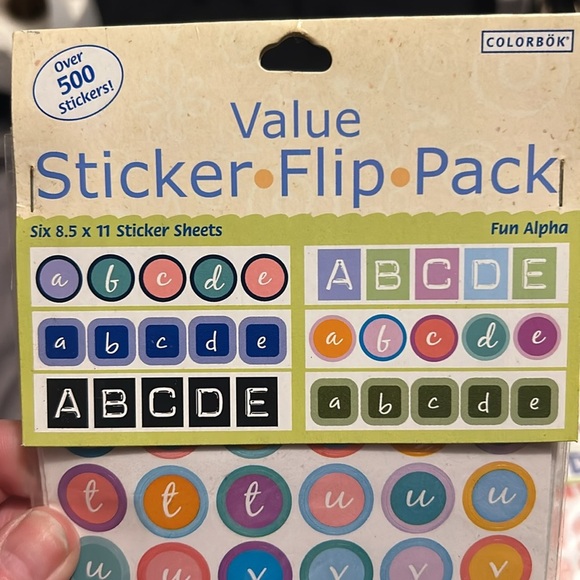 Over
500
Stickers!
COLORBÖK®
Value
Sticker•Flip•Pack
Six 8.5 x 11 Sticker Sheets
Fun Alpha
a b c d e
A B C D E
a b c d e
a b c d e
A B C D E
a b c d e
t t t u u u
u u v v v v